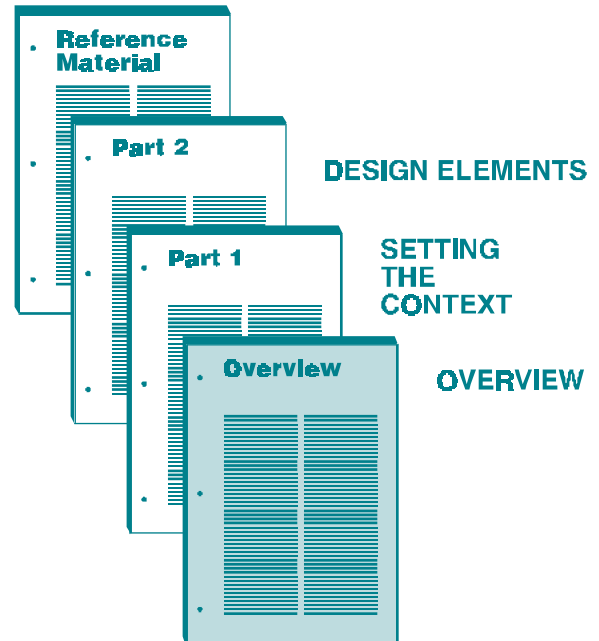 Reference
Material
Part 2
DESIGN ELEMENTS
Part 1
SETTING
THE
CONTEXT
Overview
OVERVIEW